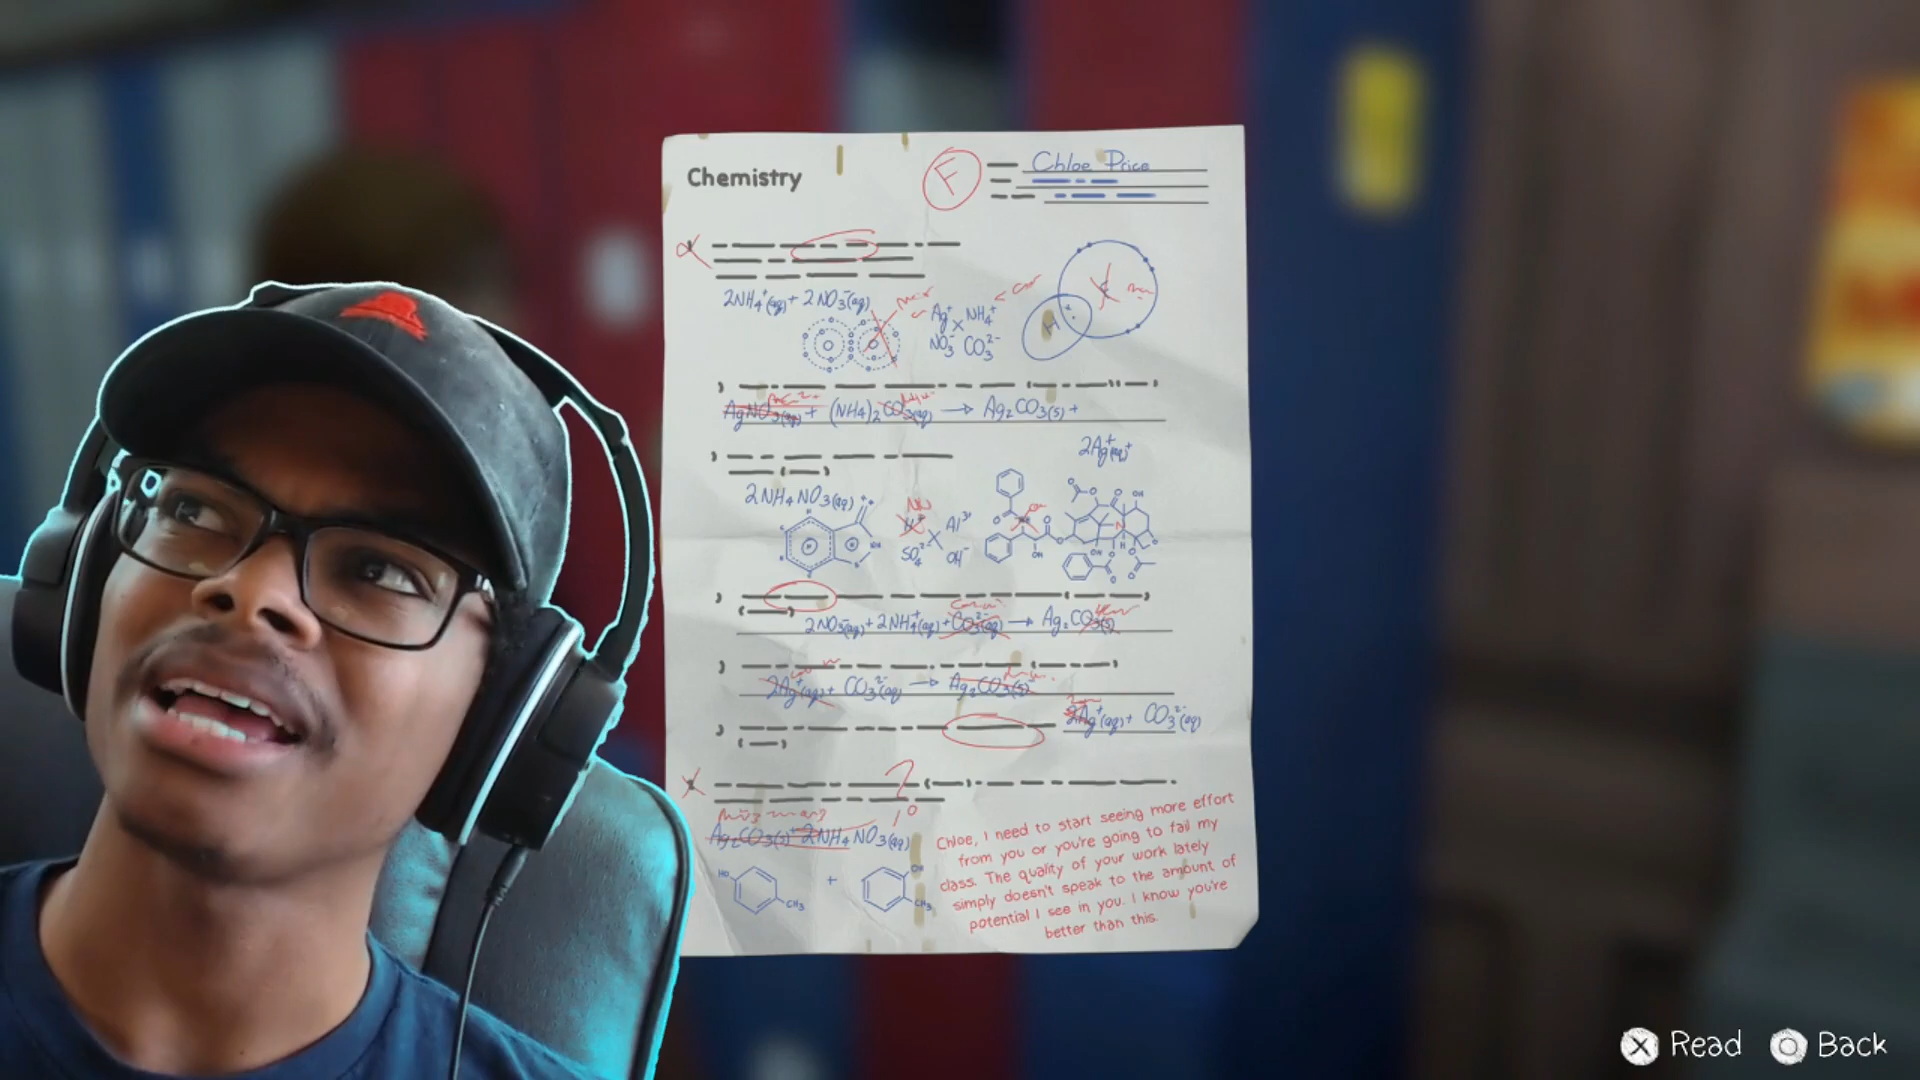 Chemistry
F
Chloe Price
2NH₄⁺(aq) + 2NO₃⁻(aq)
Ag⁺ NH₄⁺
NO₃⁻ CO₃²⁻
H
AgNO₃(aq) + (NH4)₂CO₃(aq) → Ag₂CO₃(s) +
2Ag⁺(aq)
2NH₄NO₃(aq)
Al³⁺
SO₄²⁻ OH⁻
2NO₃⁻(aq) + 2NH₄⁺(aq) + CO₃²⁻(aq) → Ag₂CO₃(s)
2Ag⁺(aq) + CO₃²⁻(aq) → Ag₂CO₃(s)
2Ag⁺(aq) + CO₃²⁻(aq)
?
Ag₂CO₃(s) + 2NH₄NO₃(aq)
HO CH₃ + OH CH₃
Chloe, I need to start seeing more effort
from you or you're going to fail my
class. The quality of your work lately
simply doesn't speak to the amount of
potential I see in you. I know you're
better than this.
Read Back